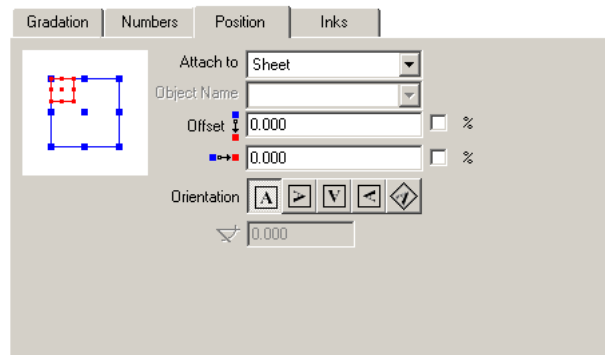 Gradation Numbers Position Inks
Attach to Sheet
Object Name
Offset 0.000 %
0.000 %
Orientation A A A A A
0.000